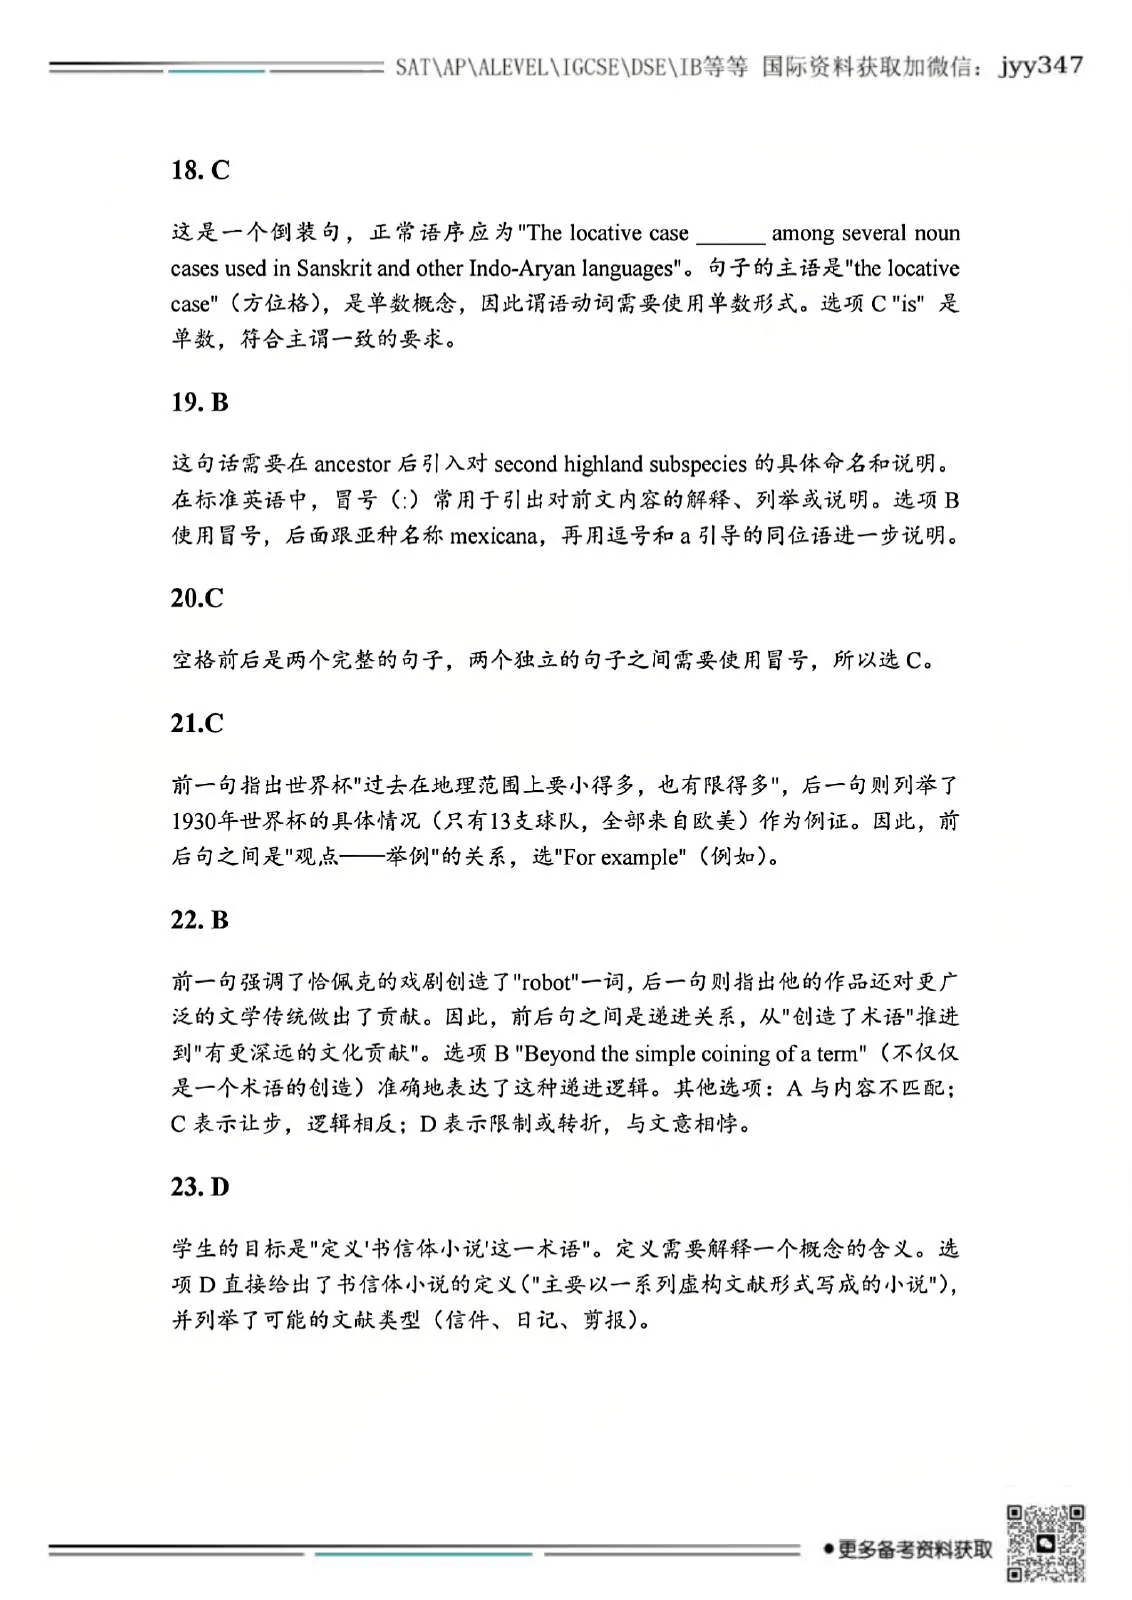 SAT\AP\ALEVEL\IGCSE\DSE\IB等等 国际资料获取加微信：jyy347
18. C
这是一个倒装句，正常语序应为"The locative case ______ among several noun
cases used in Sanskrit and other Indo-Aryan languages"。句子的主语是"the locative
case"（方位格），是单数概念，因此谓语动词需要使用单数形式。选项 C "is" 是
单数，符合主谓一致的要求。
19. B
这句话需要在 ancestor 后引入对 second highland subspecies 的具体命名和说明。
在标准英语中，冒号（:）常用于引出对前文内容的解释、列举或说明。选项 B
使用冒号，后面跟亚种名称 mexicana，再用逗号和 a 引导的同位语进一步说明。
20.C
空格前后是两个完整的句子，两个独立的句子之间需要使用冒号，所以选 C。
21.C
前一句指出世界杯"过去在地理范围上要小得多，也有限得多"，后一句则列举了
1930年世界杯的具体情况（只有13支球队，全部来自欧美）作为例证。因此，前
后句之间是"观点——举例"的关系，选"For example"（例如）。
22. B
前一句强调了恰佩克的戏剧创造了"robot"一词，后一句则指出他的作品还对更广
泛的文学传统做出了贡献。因此，前后句之间是递进关系，从"创造了术语"推进
到"有更深远的文化贡献"。选项 B "Beyond the simple coining of a term"（不仅仅
是一个术语的创造）准确地表达了这种递进逻辑。其他选项：A 与内容不匹配；
C 表示让步，逻辑相反；D 表示限制或转折，与文意相悖。
23. D
学生的目标是"定义'书信体小说'这一术语"。定义需要解释一个概念的含义。选
项 D 直接给出了书信体小说的定义（"主要以一系列虚构文献形式写成的小说"），
并列举了可能的文献类型（信件、日记、剪报）。
●更多备考资料获取